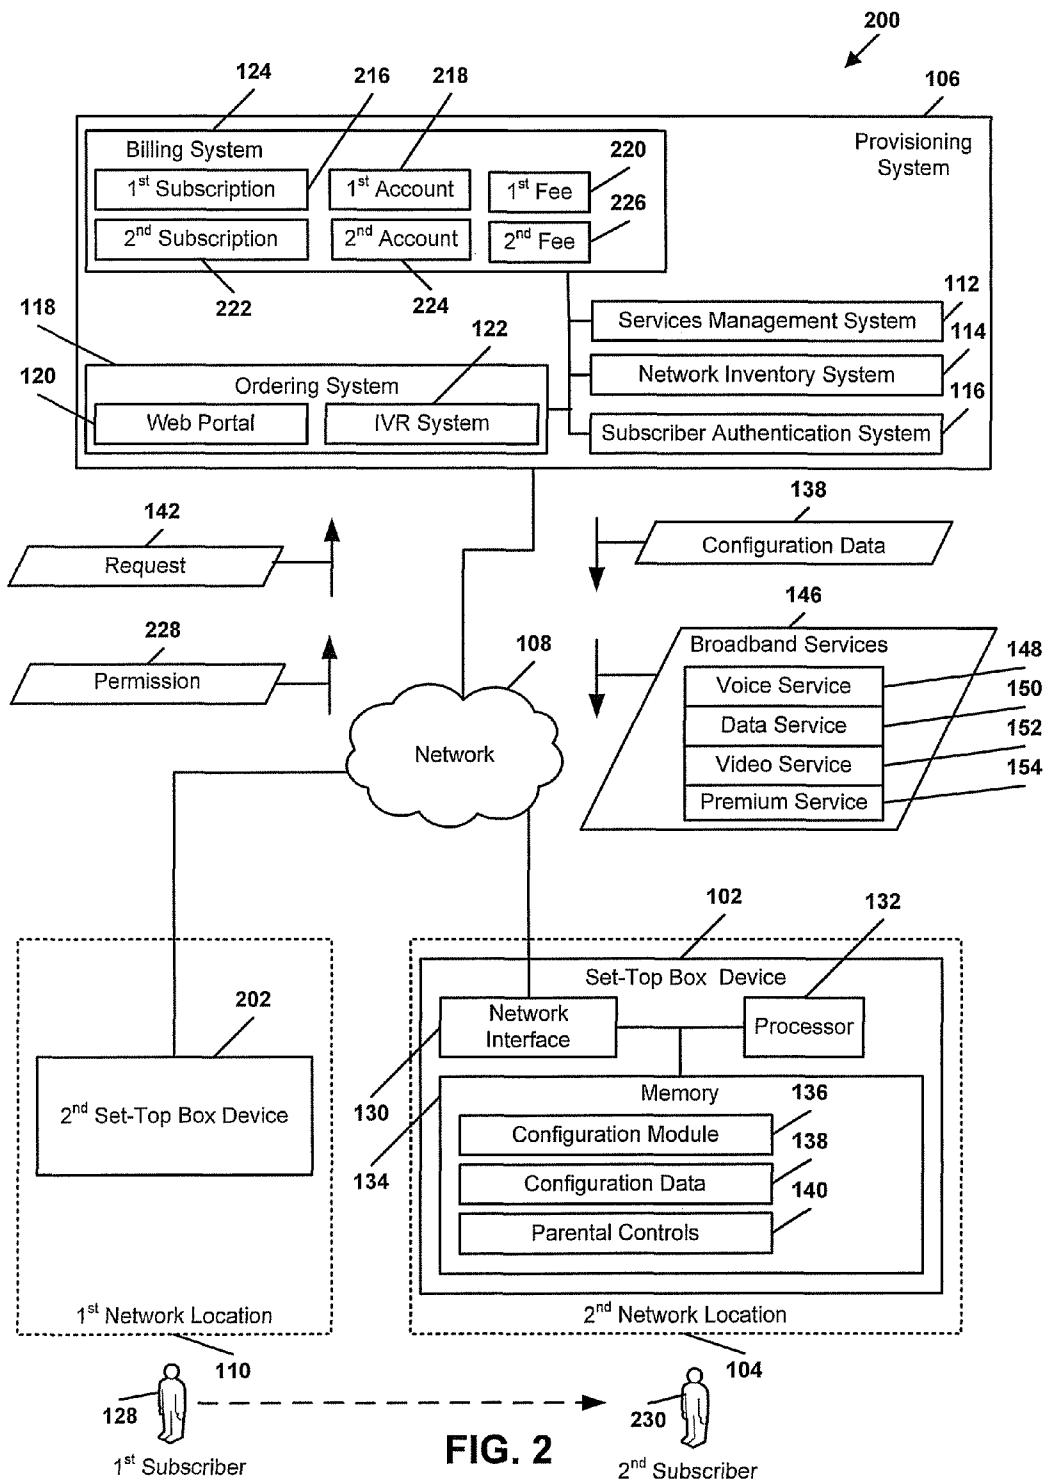 200
124
216
218
106
Billing System
220
Provisioning
System
1st Subscription
1st Account
1st Fee
226
2nd Subscription
2nd Account
2nd Fee
222
224
112
118
122
Services Management System
114
120
Ordering System
Network Inventory System
116
Web Portal
IVR System
Subscriber Authentication System
142
138
Request
Configuration Data
228
146
108
Broadband Services
148
Permission
Voice Service
150
Data Service
152
Network
Video Service
154
Premium Service
102
132
Set-Top Box Device
202
Network
Interface
Processor
2nd Set-Top Box Device
130
Memory
136
Configuration Module
138
134
Configuration Data
140
Parental Controls
1st Network Location
2nd Network Location
110
104
128
230
FIG. 2
1st Subscriber
2nd Subscriber